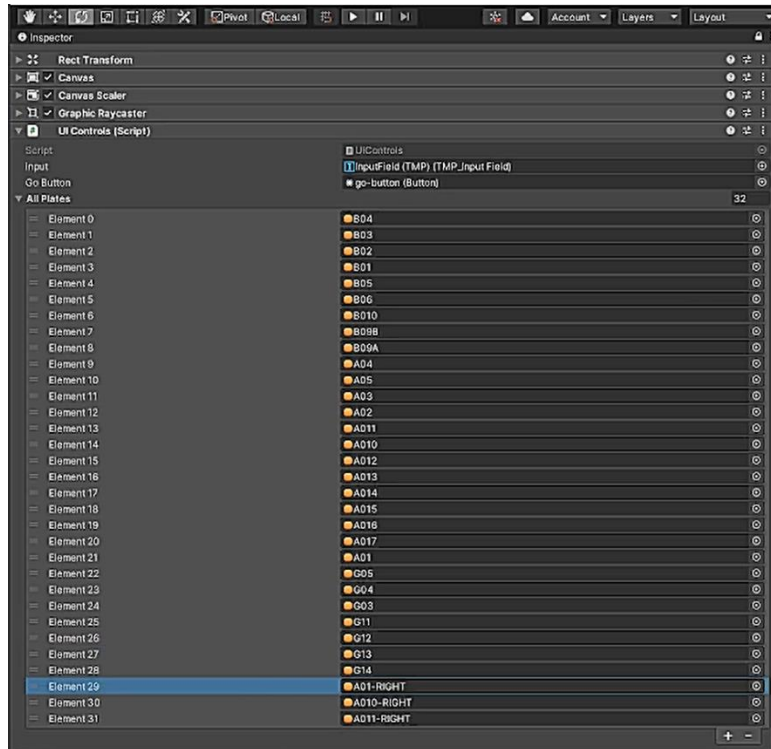 Pivot Local Account Layers Layout
Inspector
Rect Transform
Canvas
Canvas Scaler
Graphic Raycaster
UI Controls (Script)
Script UIControls
Input InputField (TMP) (TMP_Input Field)
Go Button go-button (Button)
All Plates 32
Element 0 B04
Element 1 B03
Element 2 B02
Element 3 B01
Element 4 B05
Element 5 B06
Element 6 B010
Element 7 B09B
Element 8 B09A
Element 9 A04
Element 10 A05
Element 11 A03
Element 12 A02
Element 13 A011
Element 14 A010
Element 15 A012
Element 16 A013
Element 17 A014
Element 18 A015
Element 19 A016
Element 20 A017
Element 21 A01
Element 22 G05
Element 23 G04
Element 24 G03
Element 25 G11
Element 26 G12
Element 27 G13
Element 28 G14
Element 29 A01-RIGHT
Element 30 A010-RIGHT
Element 31 A011-RIGHT